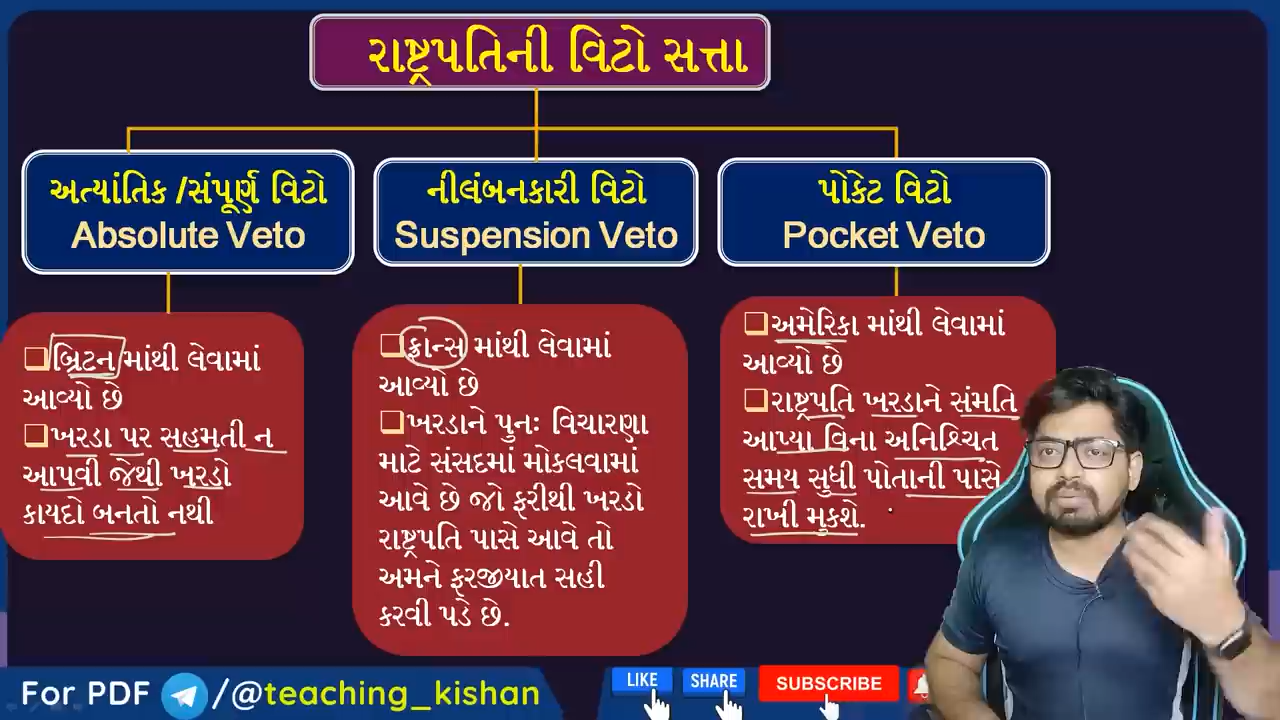 રાષ્ટ્રપતિની વિટો સત્તા
અત્યાંતિક /સંપૂર્ણ વિટો
Absolute Veto
નીલંબનકારી વિટો
Suspension Veto
પોકેટ વિટો
Pocket Veto
બ્રિટન માંથી લેવામાં
આવ્યો છે
ખરડા પર સહમતી ન
આપવી જેથી ખરડો
કાયદો બનતો નથી
ફ્રાન્સ માંથી લેવામાં
આવ્યો છે
ખરડાને પુનઃ વિચારણા
માટે સંસદમાં મોકલવામાં
આવે છે જો ફરીથી ખરડો
રાષ્ટ્રપતિ પાસે આવે તો
અમને ફરજીયાત સહી
કરવી પડે છે.
અમેરિકા માંથી લેવામાં
આવ્યો છે
રાષ્ટ્રપતિ ખરડાને સંમતિ
આપ્યા વિના અનિશ્ચિત
સમય સુધી પોતાની પાસે
રાખી મુકશે.
For PDF /@teaching_kishan
LIKE
SHARE
SUBSCRIBE